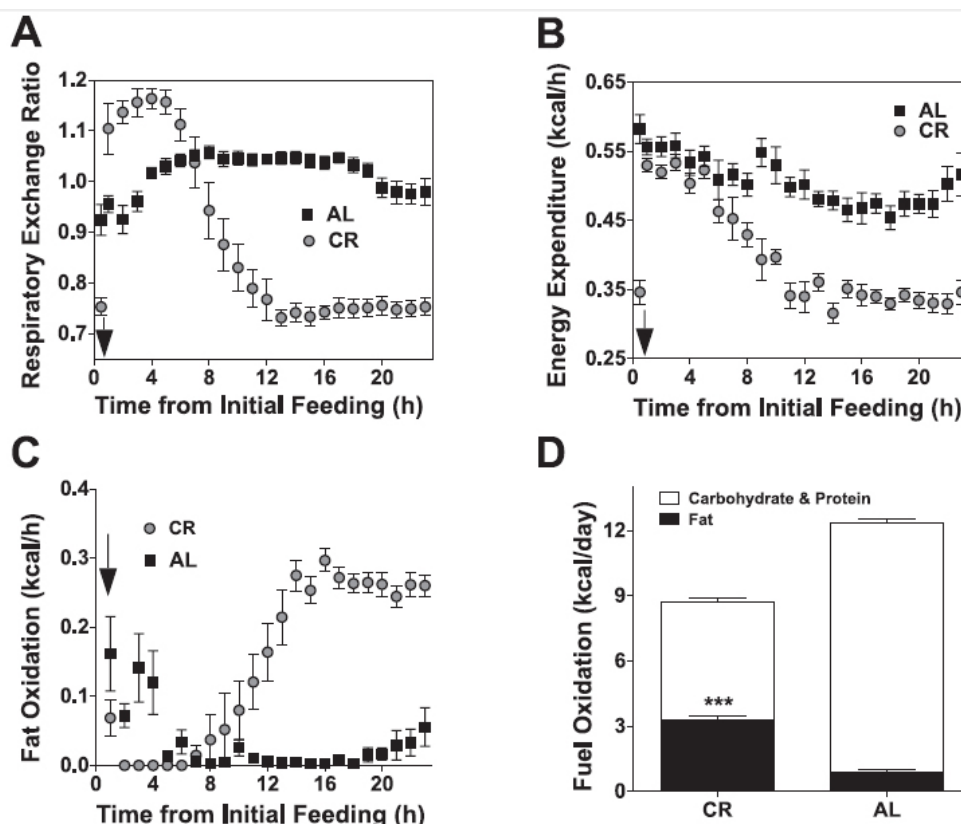 A
Respiratory Exchange Ratio
1.2
1.1
1.0
0.9
0.8
0.7
AL
CR
0 4 8 12 16 20
Time from Initial Feeding (h)
B
Energy Expenditure (kcal/h)
0.65
0.55
0.45
0.35
0.25
AL
CR
0 4 8 12 16 20
Time from Initial Feeding (h)
C
Fat Oxidation (kcal/h)
0.4
0.3
0.2
0.1
0.0
CR
AL
0 4 8 12 16 20
Time from Initial Feeding (h)
D
Fuel Oxidation (kcal/day)
12
9
6
3
0
Carbohydrate & Protein
Fat
***
CR AL